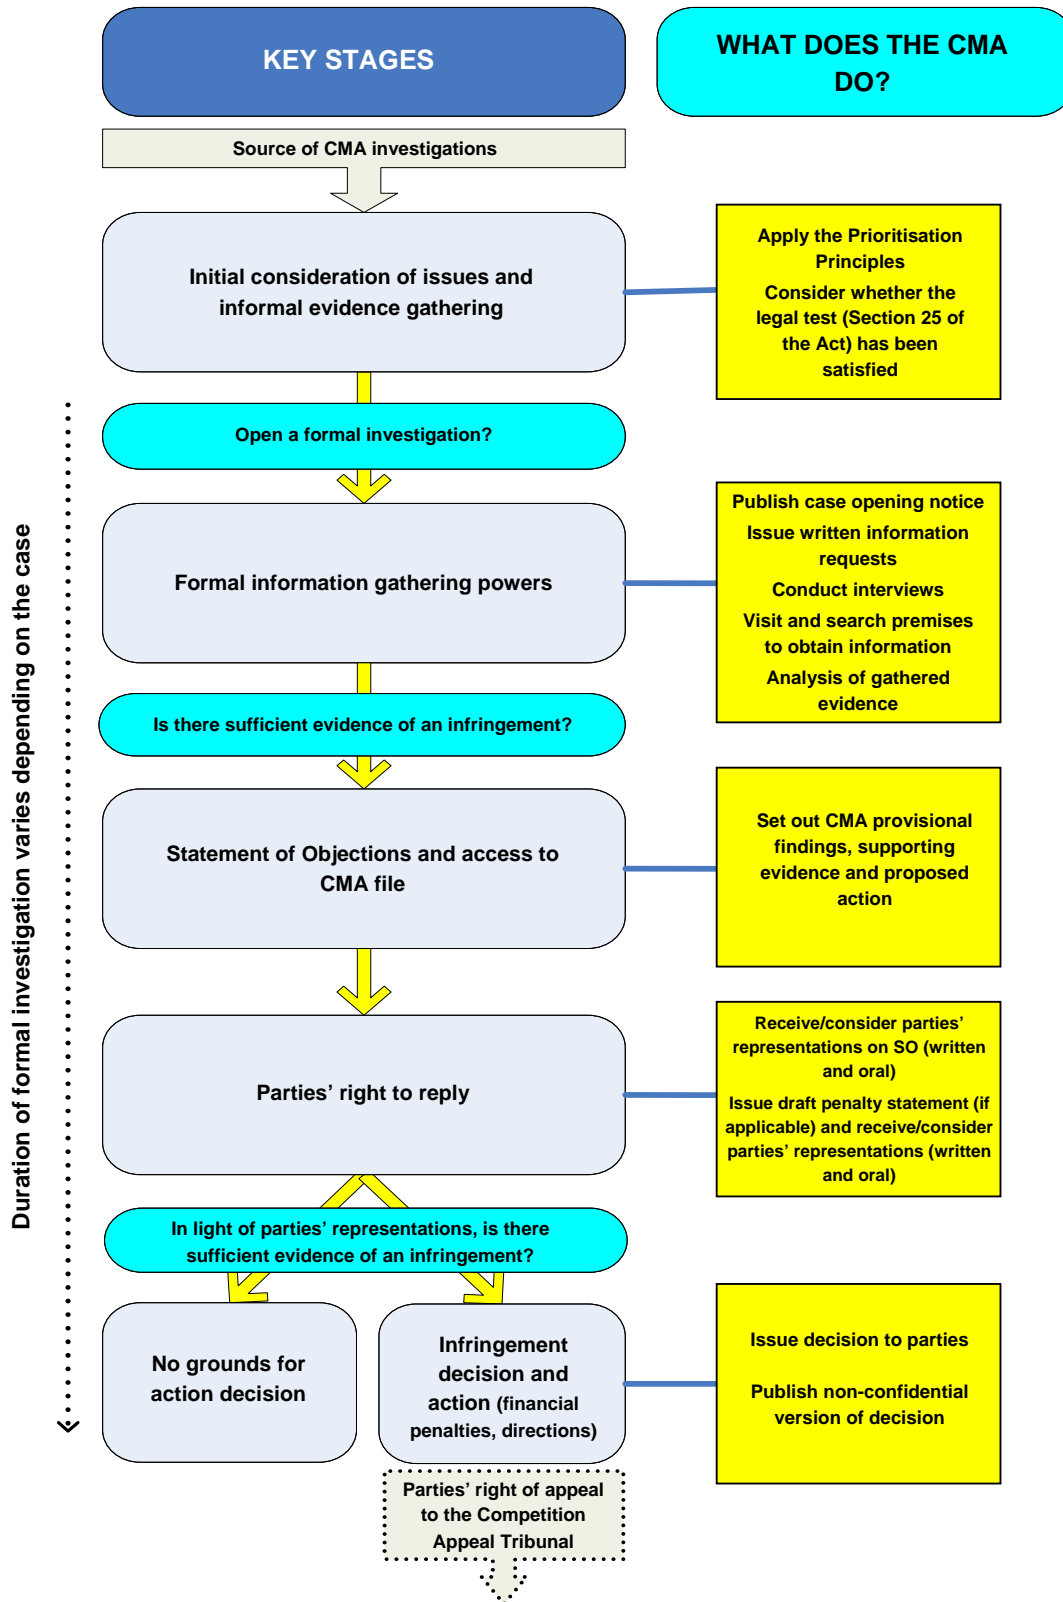 KEY STAGES
WHAT DOES THE CMA
DO?
Source of CMA investigations
Initial consideration of issues and
informal evidence gathering
Apply the Prioritisation
Principles
Consider whether the
legal test (Section 25 of
the Act) has been
satisfied
Open a formal investigation?
Formal information gathering powers
Publish case opening notice
Issue written information
requests
Conduct interviews
Visit and search premises
to obtain information
Analysis of gathered
evidence
Is there sufficient evidence of an infringement?
Statement of Objections and access to
CMA file
Set out CMA provisional
findings, supporting
evidence and proposed
action
Parties’ right to reply
Receive/consider parties’
representations on SO (written
and oral)
Issue draft penalty statement (if
applicable) and receive/consider
parties’ representations (written
and oral)
In light of parties’ representations, is there
sufficient evidence of an infringement?
No grounds for
action decision
Infringement
decision and
action (financial
penalties, directions)
Issue decision to parties
Publish non-confidential
version of decision
Parties’ right of appeal
to the Competition
Appeal Tribunal
Duration of formal investigation varies depending on the case